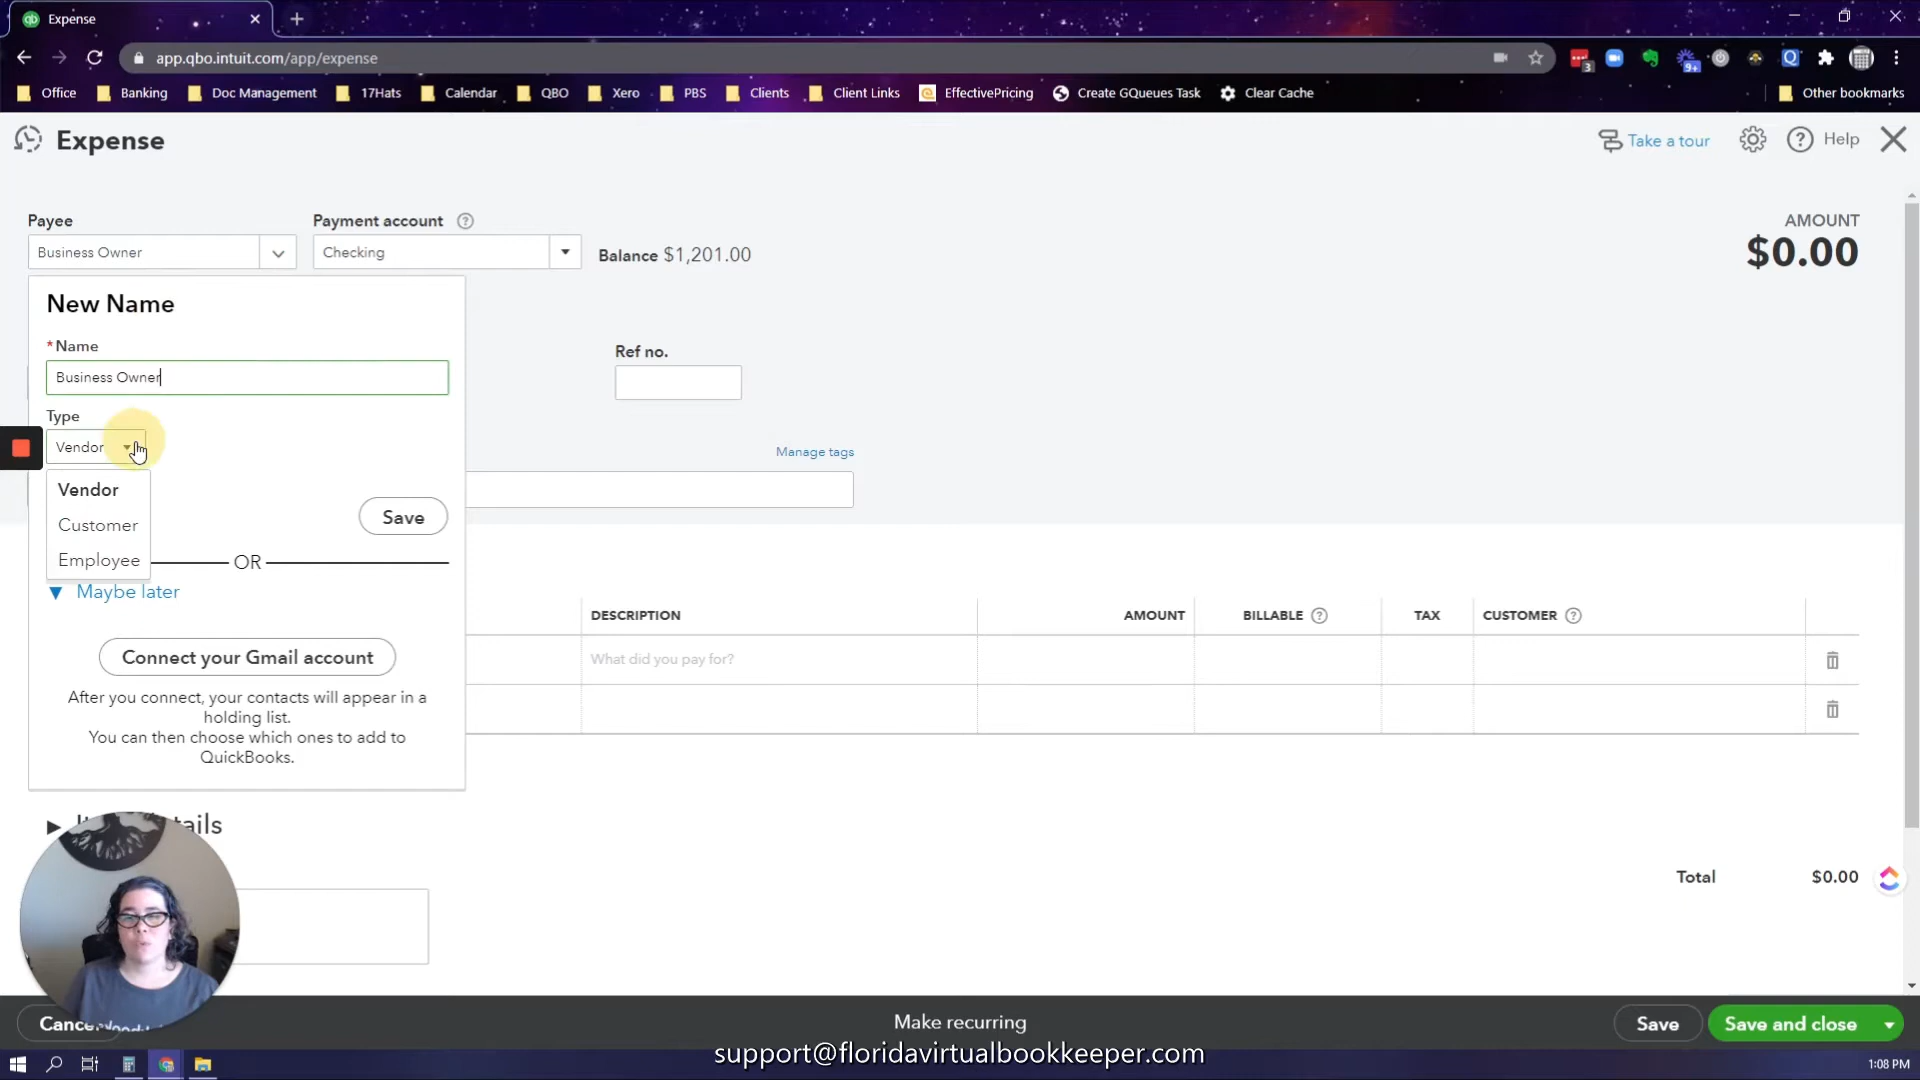 Expense
app.qbo.intuit.com/app/expense
3
9+
Office
Banking
Doc Management
17Hats
Calendar
QBO
Xero
PBS
Clients
Client Links
EffectivePricing
Create GQueues Task
Clear Cache
Other bookmarks
Expense
Take a tour
Help
Payee
Payment account
AMOUNT
Business Owner
Checking
Balance $1,201.00
$0.00
New Name
* Name
Business Owner
Ref no.
Type
Vendor
Manage tags
Vendor
Customer
Employee
Save
OR
Maybe later
DESCRIPTION
AMOUNT
BILLABLE
TAX
CUSTOMER
What did you pay for?
Connect your Gmail account
After you connect, your contacts will appear in a
holding list.
You can then choose which ones to add to
QuickBooks.
Total
$0.00
Make recurring
Save
Save and close
support@floridavirtualbookkeeper.com
1:08 PM